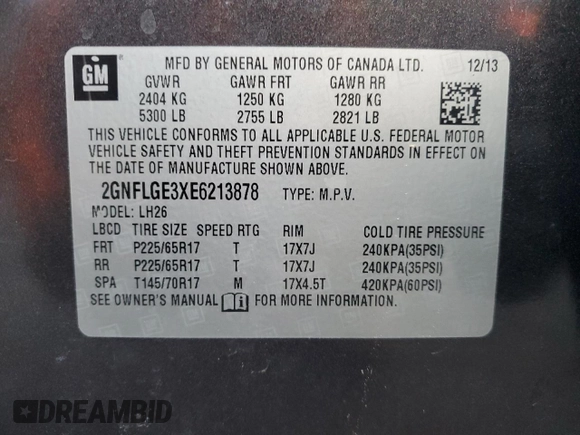 GM
MFD BY GENERAL MOTORS OF CANADA LTD. 12/13
GVWR GAWR FRT GAWR RR
2404 KG 1250 KG 1280 KG
5300 LB 2755 LB 2821 LB
THIS VEHICLE CONFORMS TO ALL APPLICABLE U.S. FEDERAL MOTOR
VEHICLE SAFETY AND THEFT PREVENTION STANDARDS IN EFFECT ON
THE DATE OF MANUFACTURE SHOWN ABOVE.
2GNFLGE3XE6213878 TYPE: M.P.V.
MODEL: LH26
LBCD TIRE SIZE SPEED RTG RIM COLD TIRE PRESSURE
FRT P225/65R17 T 17X7J 240KPA(35PSI)
RR P225/65R17 T 17X7J 240KPA(35PSI)
SPA T145/70R17 M 17X4.5T 420KPA(60PSI)
SEE OWNER'S MANUAL FOR MORE INFORMATION.
DREAMBID